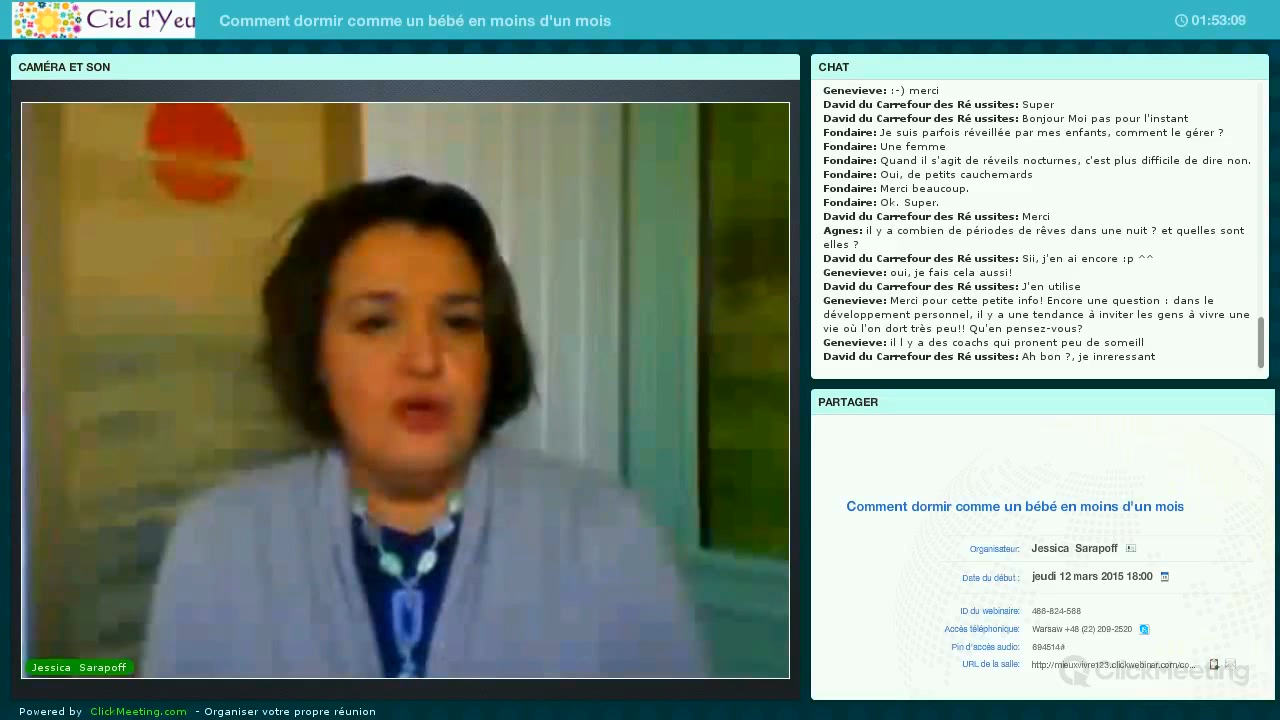 Ciel d'Yeu
Comment dormir comme un bébé en moins d'un mois
01:53:09
CAMÉRA ET SON
Jessica Sarapoff
CHAT
Genevieve: :-) merci
David du Carrefour des Ré ussites: Super
David du Carrefour des Ré ussites: Bonjour Moi pas pour l'instant
Fondaire: Je suis parfois réveillée par mes enfants, comment le gérer ?
Fondaire: Une femme
Fondaire: Quand il s'agit de réveils nocturnes, c'est plus difficile de dire non.
Fondaire: Oui, de petits cauchemards
Fondaire: Merci beaucoup.
Fondaire: Ok. Super.
David du Carrefour des Ré ussites: Merci
Agnes: il y a combien de périodes de rêves dans une nuit ? et quelles sont
elles ?
David du Carrefour des Ré ussites: Sii, j'en ai encore :p ^^
Genevieve: oui, je fais cela aussi!
David du Carrefour des Ré ussites: J'en utilise
Genevieve: Merci pour cette petite info! Encore une question : dans le
développement personnel, il y a une tendance à inviter les gens à vivre une
vie où l'on dort très peu!! Qu'en pensez-vous?
Genevieve: il l y a des coachs qui pronent peu de someill
David du Carrefour des Ré ussites: Ah bon ?, je inreressant
PARTAGER
Comment dormir comme un bébé en moins d'un mois
Organisateur: Jessica Sarapoff
Date du début : jeudi 12 mars 2015 18:00
ID du webinaire: 466-824-568
Accès téléphonique: Warsaw +48 (22) 209-2520
Pin d'accès audio: 694514#
URL de la salle: http://mieuxvivre123.clickwebinar.com/co...
ClickMeeting
Powered by ClickMeeting.com - Organiser votre propre réunion